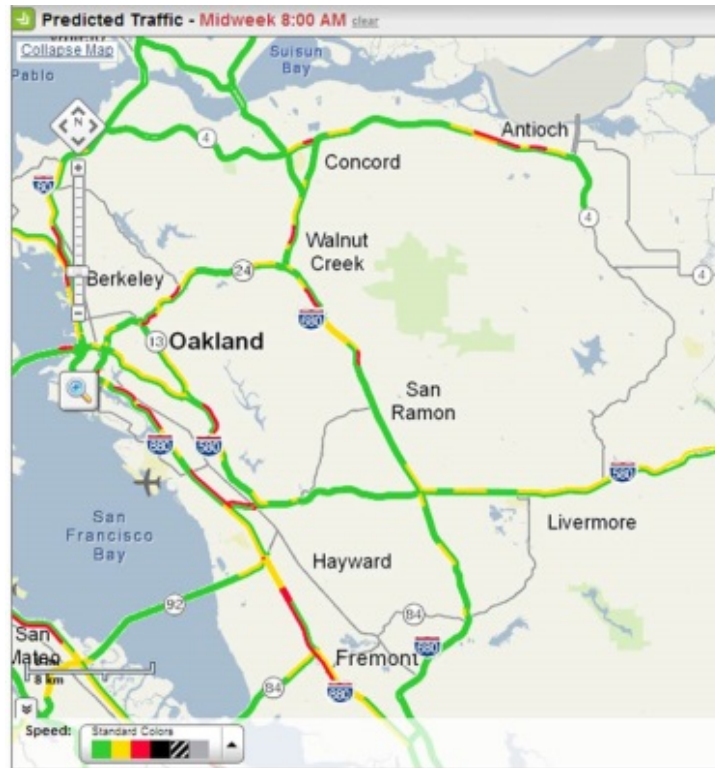 Predicted Traffic - Midweek 8:00 AM clear
Collapse Map
Pablo
Suisun
Bay
N
4
Antioch
Concord
80
4
Walnut
Creek
24
Berkeley
4
680
13
Oakland
San
Ramon
880
580
580
San
Francisco
Bay
Livermore
Hayward
92
84
San
Mateo
680
Fremont
8 km
84
880
Speed:
Standard Colors